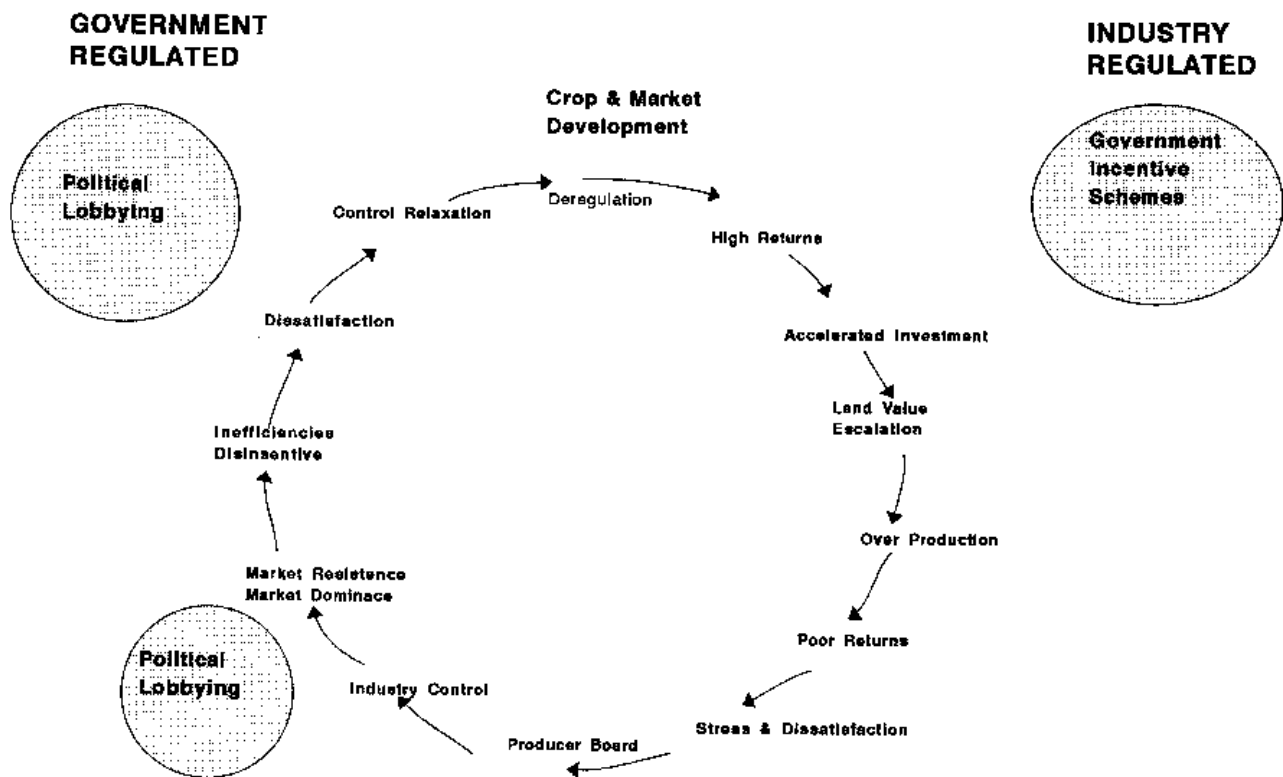 GOVERNMENT
REGULATED
INDUSTRY
REGULATED
Crop & Market
Development
Political
Lobbying
Government
Incentive
Schemes
Control Relaxation
Deregulation
High Returns
Dissatisfaction
Accelerated Investment
Land Value
Escalation
Inefficiencies
Disinsentive
Over Production
Market Resistence
Market Dominace
Poor Returns
Political
Lobbying
Industry Control
Stress & Dissatisfaction
Producer Board